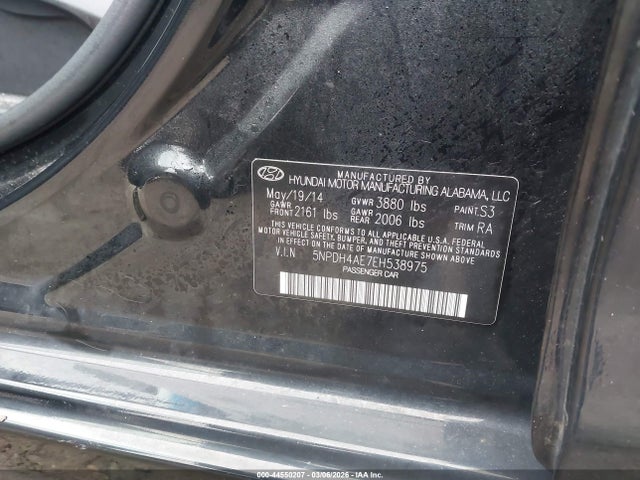 MANUFACTURED BY
HYUNDAI MOTOR MANUFACTURING ALABAMA, LLC
May/19/14 GVWR 3880 lbs PAINT:S3
GAWR FRONT 2161 lbs GAWR REAR 2006 lbs TRIM RA
THIS VEHICLE CONFORMS TO ALL APPLICABLE U.S.A. FEDERAL
MOTOR VEHICLE SAFETY, BUMPER, AND THEFT PREVENTION STANDARDS
IN EFFECT ON THE DATE OF MANUFACTURE SHOWN ABOVE.
V.I.N 5NPDH4AE7EH538975
PASSENGER CAR
000-44550207 - 03/06/2026 - IAA Inc.